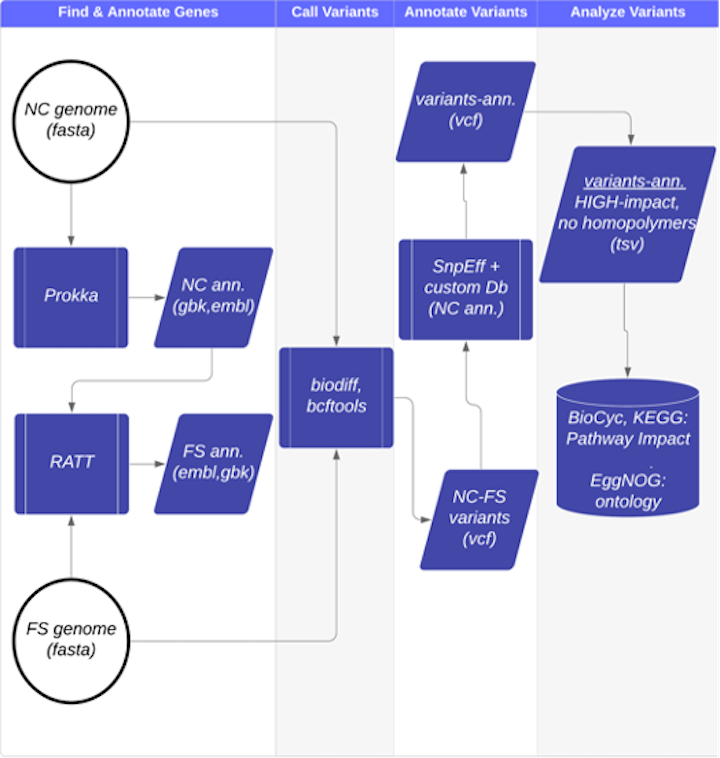 Find & Annotate Genes
Call Variants
Annotate Variants
Analyze Variants
NC genome
(fasta)
Prokka
NC ann.
(gbk,embl)
RATT
FS ann.
(embl,gbk)
FS genome
(fasta)
biodiff,
bcftools
variants-ann.
(vcf)
SnpEff +
custom Db
(NC ann.)
NC-FS
variants
(vcf)
variants-ann.
HIGH-impact,
no homopolymers
(tsv)
BioCyc, KEGG:
Pathway Impact
.
EggNOG:
ontology